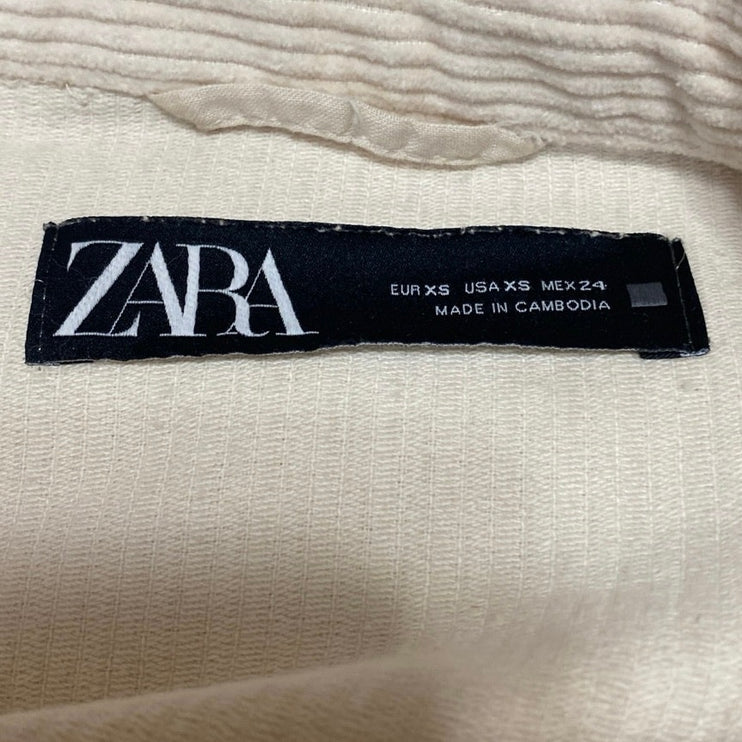 ZARA
EUR XS USA XS MEX 24
MADE IN CAMBODIA